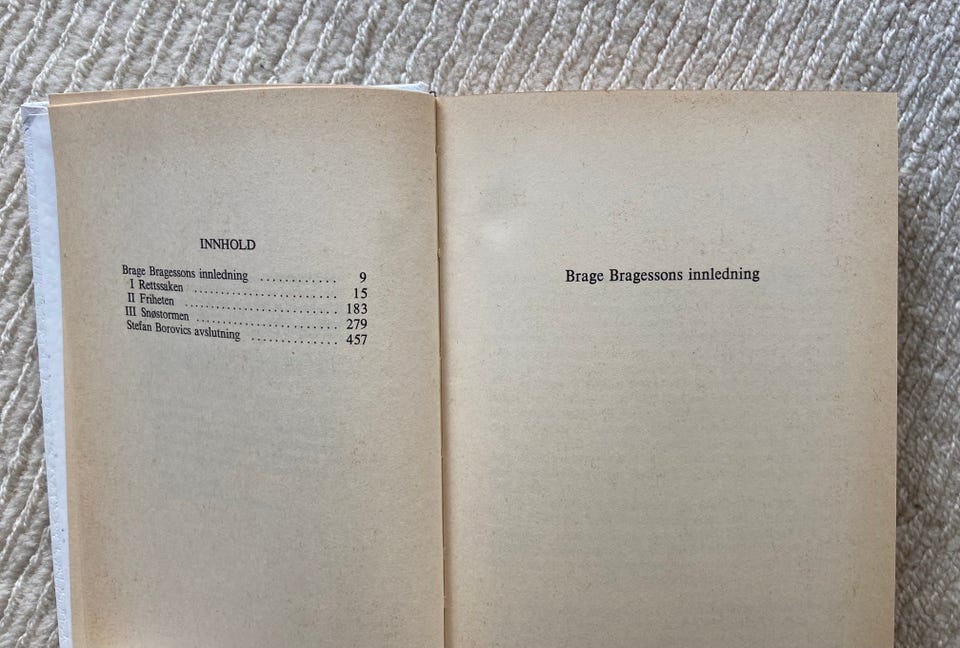 INNHOLD
Brage Bragessons innledning ............ 9
I Rettssaken ...................... 15
II Friheten ........................ 183
III Snøstormen ...................... 279
Stefan Borovics avslutning .............. 457
Brage Bragessons innledning